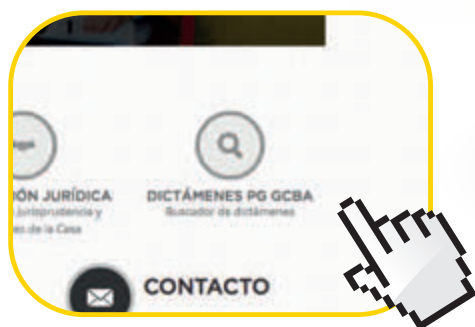 ÓN JURÍDICA
jurisprudencia y
de la Casa
DICTÁMENES PG GCBA
Buscador de dictámenes
CONTACTO